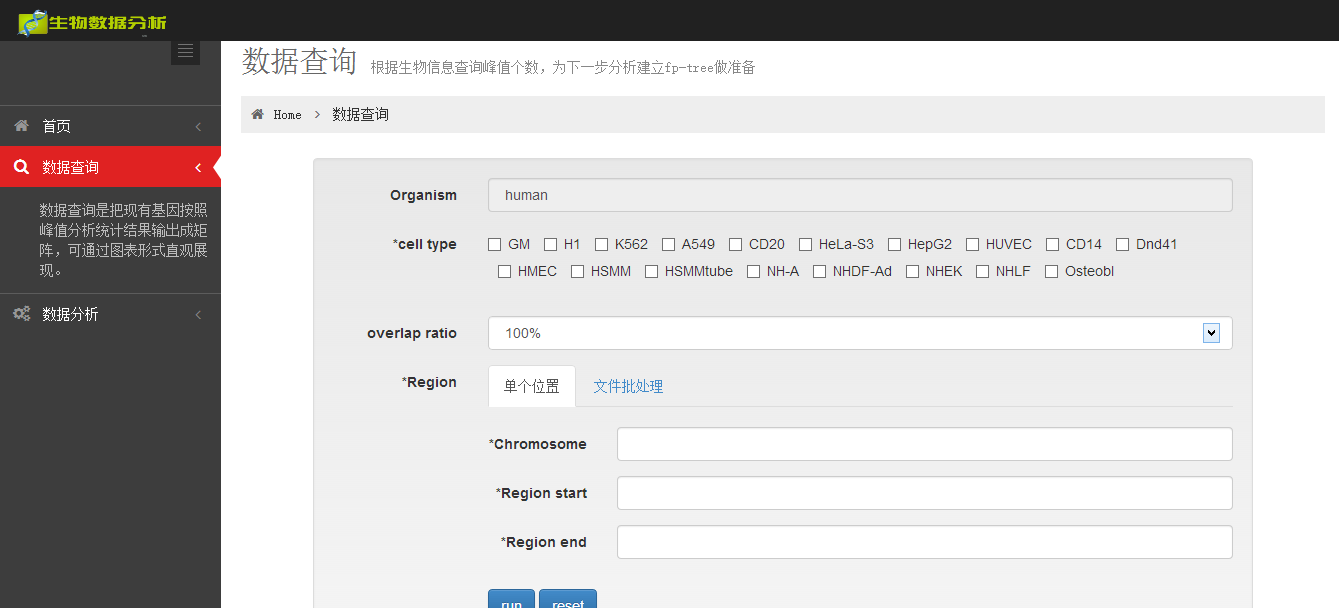 生物数据分析
数据查询 根据生物信息查询峰值个数，为下一步分析建立fp-tree做准备
Home > 数据查询
首页
数据查询
数据查询是把现有基因按照
峰值分析统计结果输出成矩
阵，可通过图表形式直观展
现。
数据分析
Organism human
*cell type GM H1 K562 A549 CD20 HeLa-S3 HepG2 HUVEC CD14 Dnd41
HMEC HSMM HSMMtube NH-A NHDF-Ad NHEK NHLF Osteobl
overlap ratio 100%
*Region 单个位置 文件批处理
*Chromosome
*Region start
*Region end
run reset